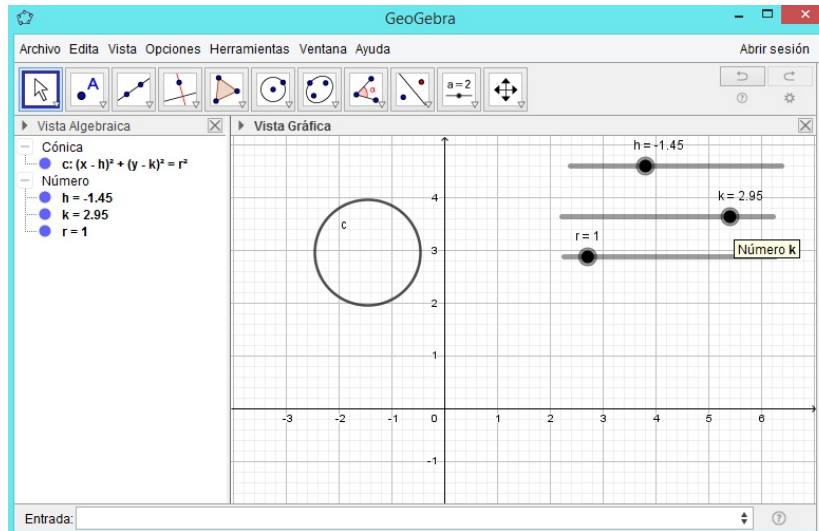 GeoGebra
Archivo Edita Vista Opciones Herramientas Ventana Ayuda
Abrir sesión
A
α
a=2
Vista Algebraica
Vista Gráfica
Cónica
c: (x - h)² + (y - k)² = r²
Número
h = -1.45
k = 2.95
r = 1
h = -1.45
k = 2.95
r = 1
Número k
c
4
3
2
1
-3 -2 -1 0 1 2 3 4 5 6
-1
Entrada: